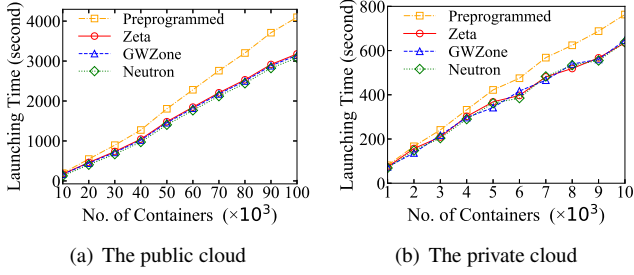 Launching Time (second)
4000
3000
2000
1000
0
Preprogrammed
Zeta
GWZone
Neutron
10 20 30 40 50 60 70 80 90 100
No. of Containers (×10³)
(a) The public cloud
Launching Time (second)
800
600
400
200
0
Preprogrammed
Zeta
GWZone
Neutron
1 2 3 4 5 6 7 8 9 10
No. of Containers (×10³)
(b) The private cloud